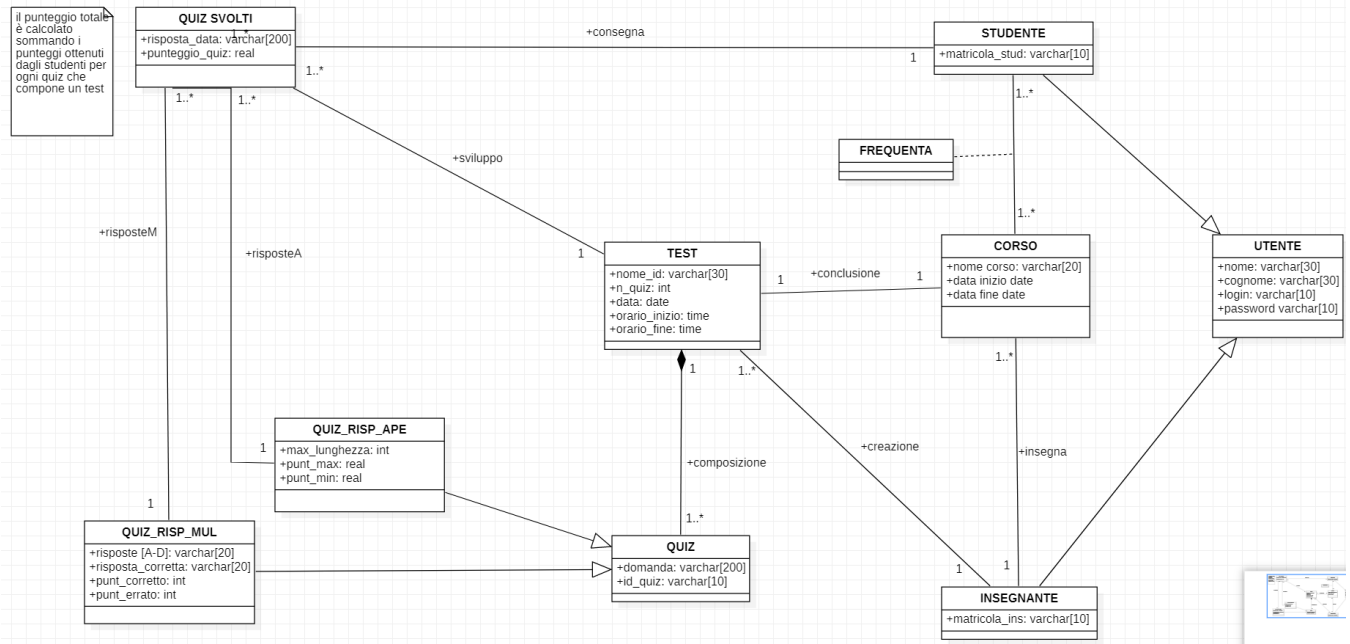 il punteggio totale
è calcolato
sommando i
punteggi ottenuti
dagli studenti per
ogni quiz che
compone un test
QUIZ SVOLTI
1..*
+risposta_data: varchar[200]
+punteggio_quiz: real
1..*
1..*
1..*
+consegna
1
STUDENTE
+matricola_stud: varchar[10]
1..*
FREQUENTA
1..*
+sviluppo
1
+risposteM
+risposteA
TEST
+nome_id: varchar[30]
+n_quiz: int
+data: date
+orario_inizio: time
+orario_fine: time
1
+conclusione
1
CORSO
+nome corso: varchar[20]
+data inizio date
+data fine date
UTENTE
+nome: varchar[30]
+cognome: varchar[30]
+login: varchar[10]
+password varchar[10]
1
1..*
1..*
QUIZ_RISP_APE
+max_lunghezza: int
+punt_max: real
+punt_min: real
1
+composizione
+creazione
+insegna
1
1..*
QUIZ_RISP_MUL
+risposte [A-D]: varchar[20]
+risposta_corretta: varchar[20]
+punt_corretto: int
+punt_errato: int
QUIZ
+domanda: varchar[200]
+id_quiz: varchar[10]
1
1
INSEGNANTE
+matricola_ins: varchar[10]